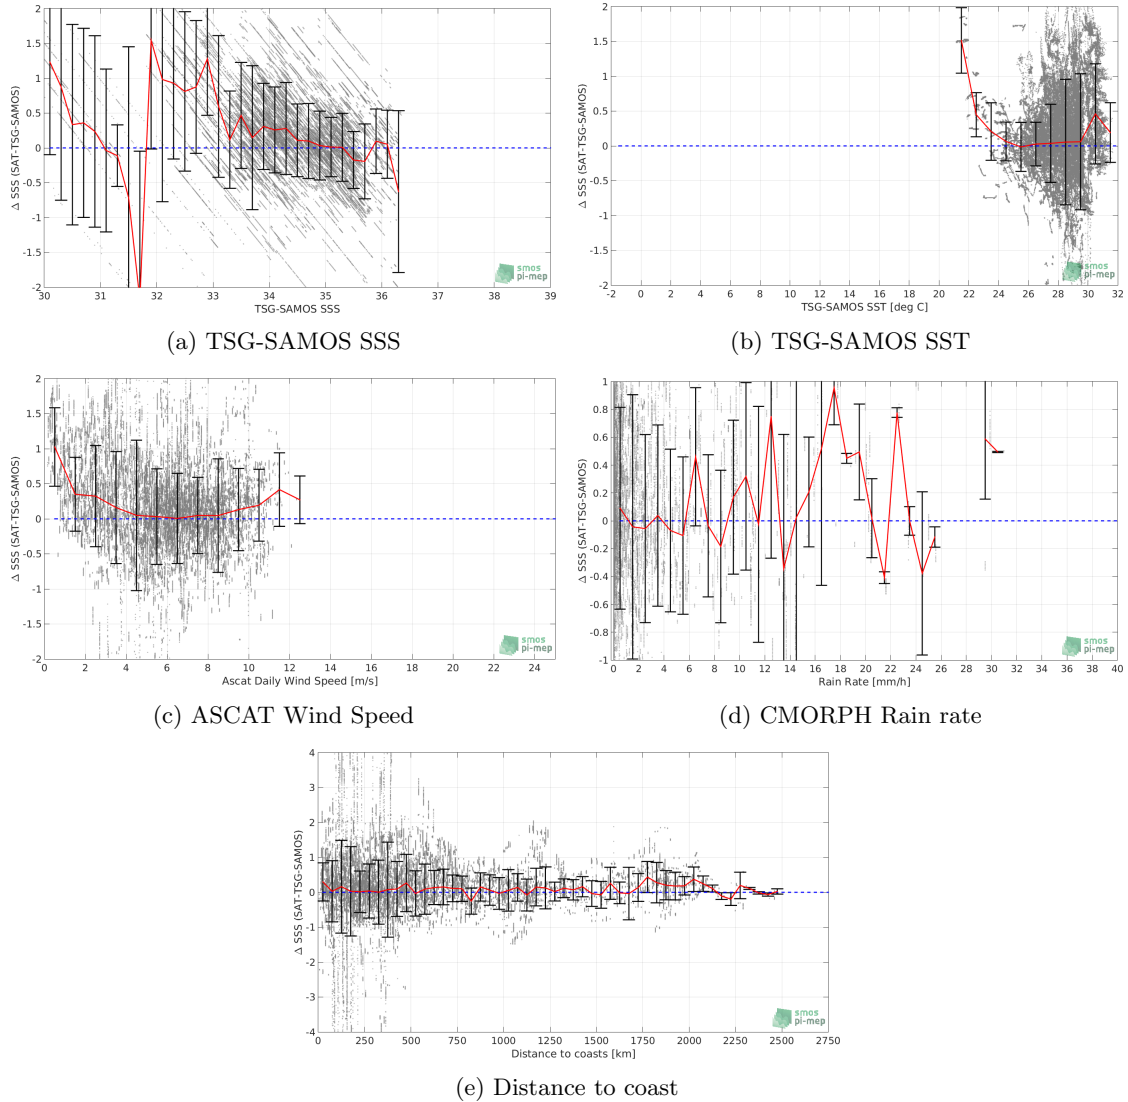 2
1.5
1
0.5
0
-0.5
-1
-1.5
-2
Δ SSS (SAT-TSG-SAMOS)
30 31 32 33 34 35 36 37 38 39
TSG-SAMOS SSS
smos
pi-mep
(a) TSG-SAMOS SSS
2
1.5
1
0.5
0
-0.5
-1
-1.5
-2
Δ SSS (SAT-TSG-SAMOS)
-2 0 2 4 6 8 10 12 14 16 18 20 22 24 26 28 30 32
TSG-SAMOS SST [deg C]
smos
pi-mep
(b) TSG-SAMOS SST
2
1.5
1
0.5
0
-0.5
-1
-1.5
-2
Δ SSS (SAT-TSG-SAMOS)
0 2 4 6 8 10 12 14 16 18 20 22 24
Ascat Daily Wind Speed [m/s]
smos
pi-mep
(c) ASCAT Wind Speed
1
0.8
0.6
0.4
0.2
0
-0.2
-0.4
-0.6
-0.8
-1
Δ SSS (SAT-TSG-SAMOS)
2 4 6 8 10 12 14 16 18 20 22 24 26 28 30 32 34 36 38 40
Rain Rate [mm/h]
smos
pi-mep
(d) CMORPH Rain rate
4
3
2
1
0
-1
-2
-3
-4
Δ SSS (SAT-TSG-SAMOS)
0 250 500 750 1000 1250 1500 1750 2000 2250 2500 2750
Distance to coasts [km]
smos
pi-mep
(e) Distance to coast